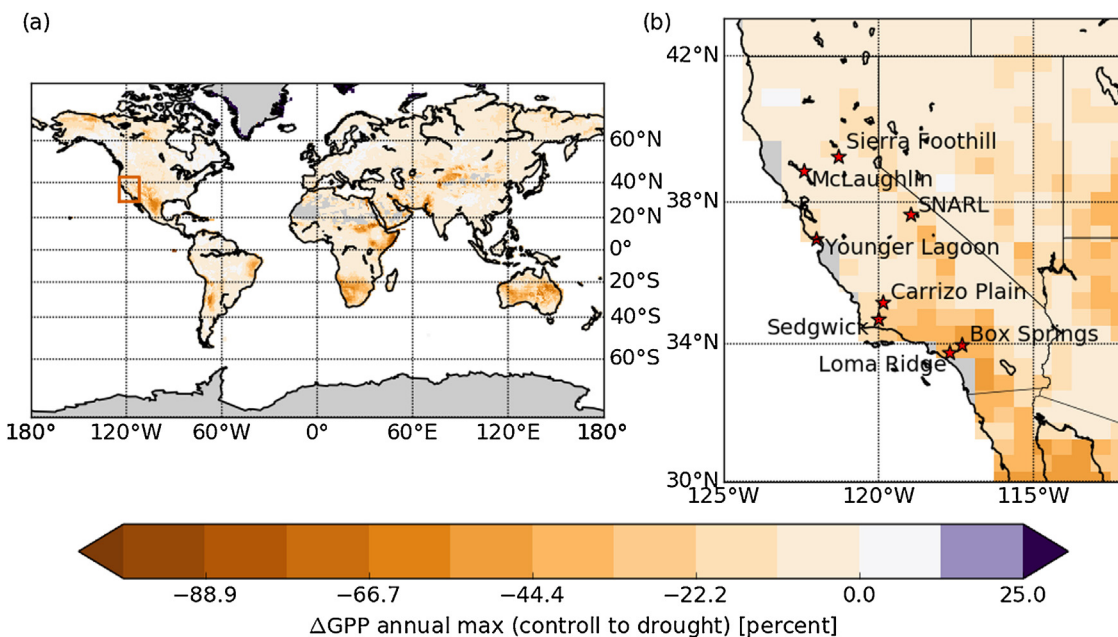 (a)
(b)
42°N
60°N
Sierra Foothill
40°N
McLaughlin
38°N
SNARL
20°N
Younger Lagoon
0°
20°S
Carrizo Plain
40°S
Sedgwick
Box Springs
34°N
Loma Ridge
60°S
30°N
180° 120°W 60°W 0° 60°E 120°E 180°
125°W 120°W 115°W
−88.9 −66.7 −44.4 −22.2 0.0 25.0
ΔGPP annual max (controll to drought) [percent]